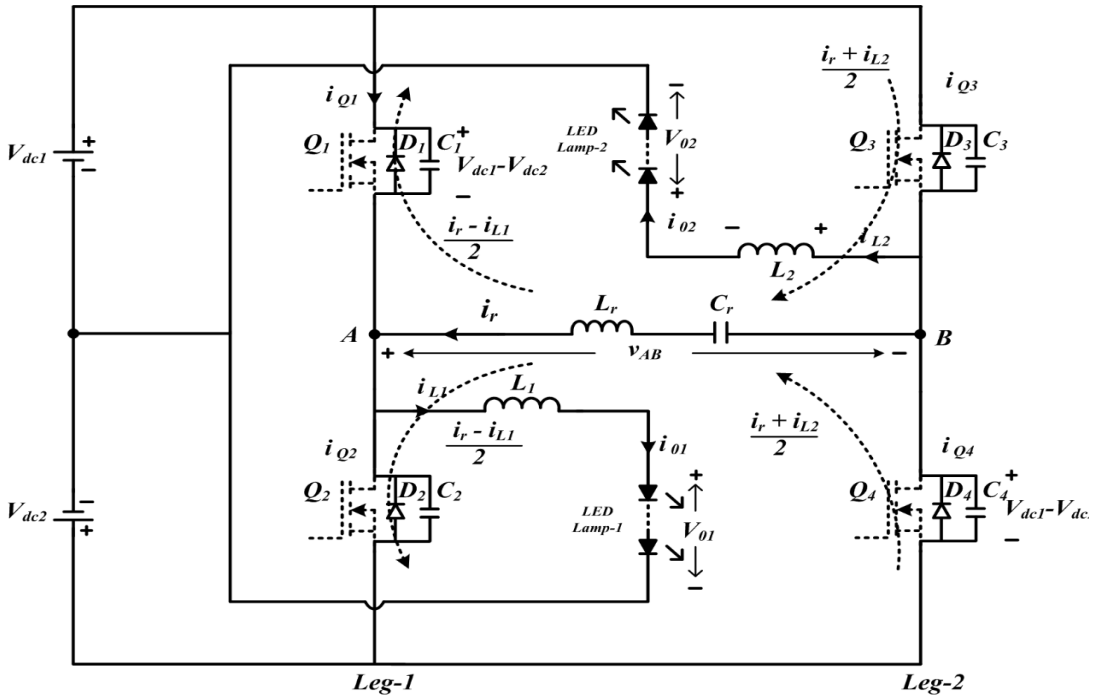 i_Q1
Q_1
D_1
C_1
+
V_dc1-V_dc2
−
i_r - i_L1
2
LED
Lamp-2
−
V_02
+
i_02
i_r + i_L2
2
i_Q3
Q_3
D_3
C_3
− +
L_2
i_L2
+
V_dc1
−
A
i_r
L_r
C_r
B
+ v_AB −
i_L1
L_1
i_r - i_L1
2
i_01
i_r + i_L2
2
i_Q2
Q_2
D_2
C_2
LED
Lamp-1
+
V_01
−
i_Q4
Q_4
D_4
C_4
+
V_dc1-V_dc
−
−
V_dc2
+
Leg-1
Leg-2